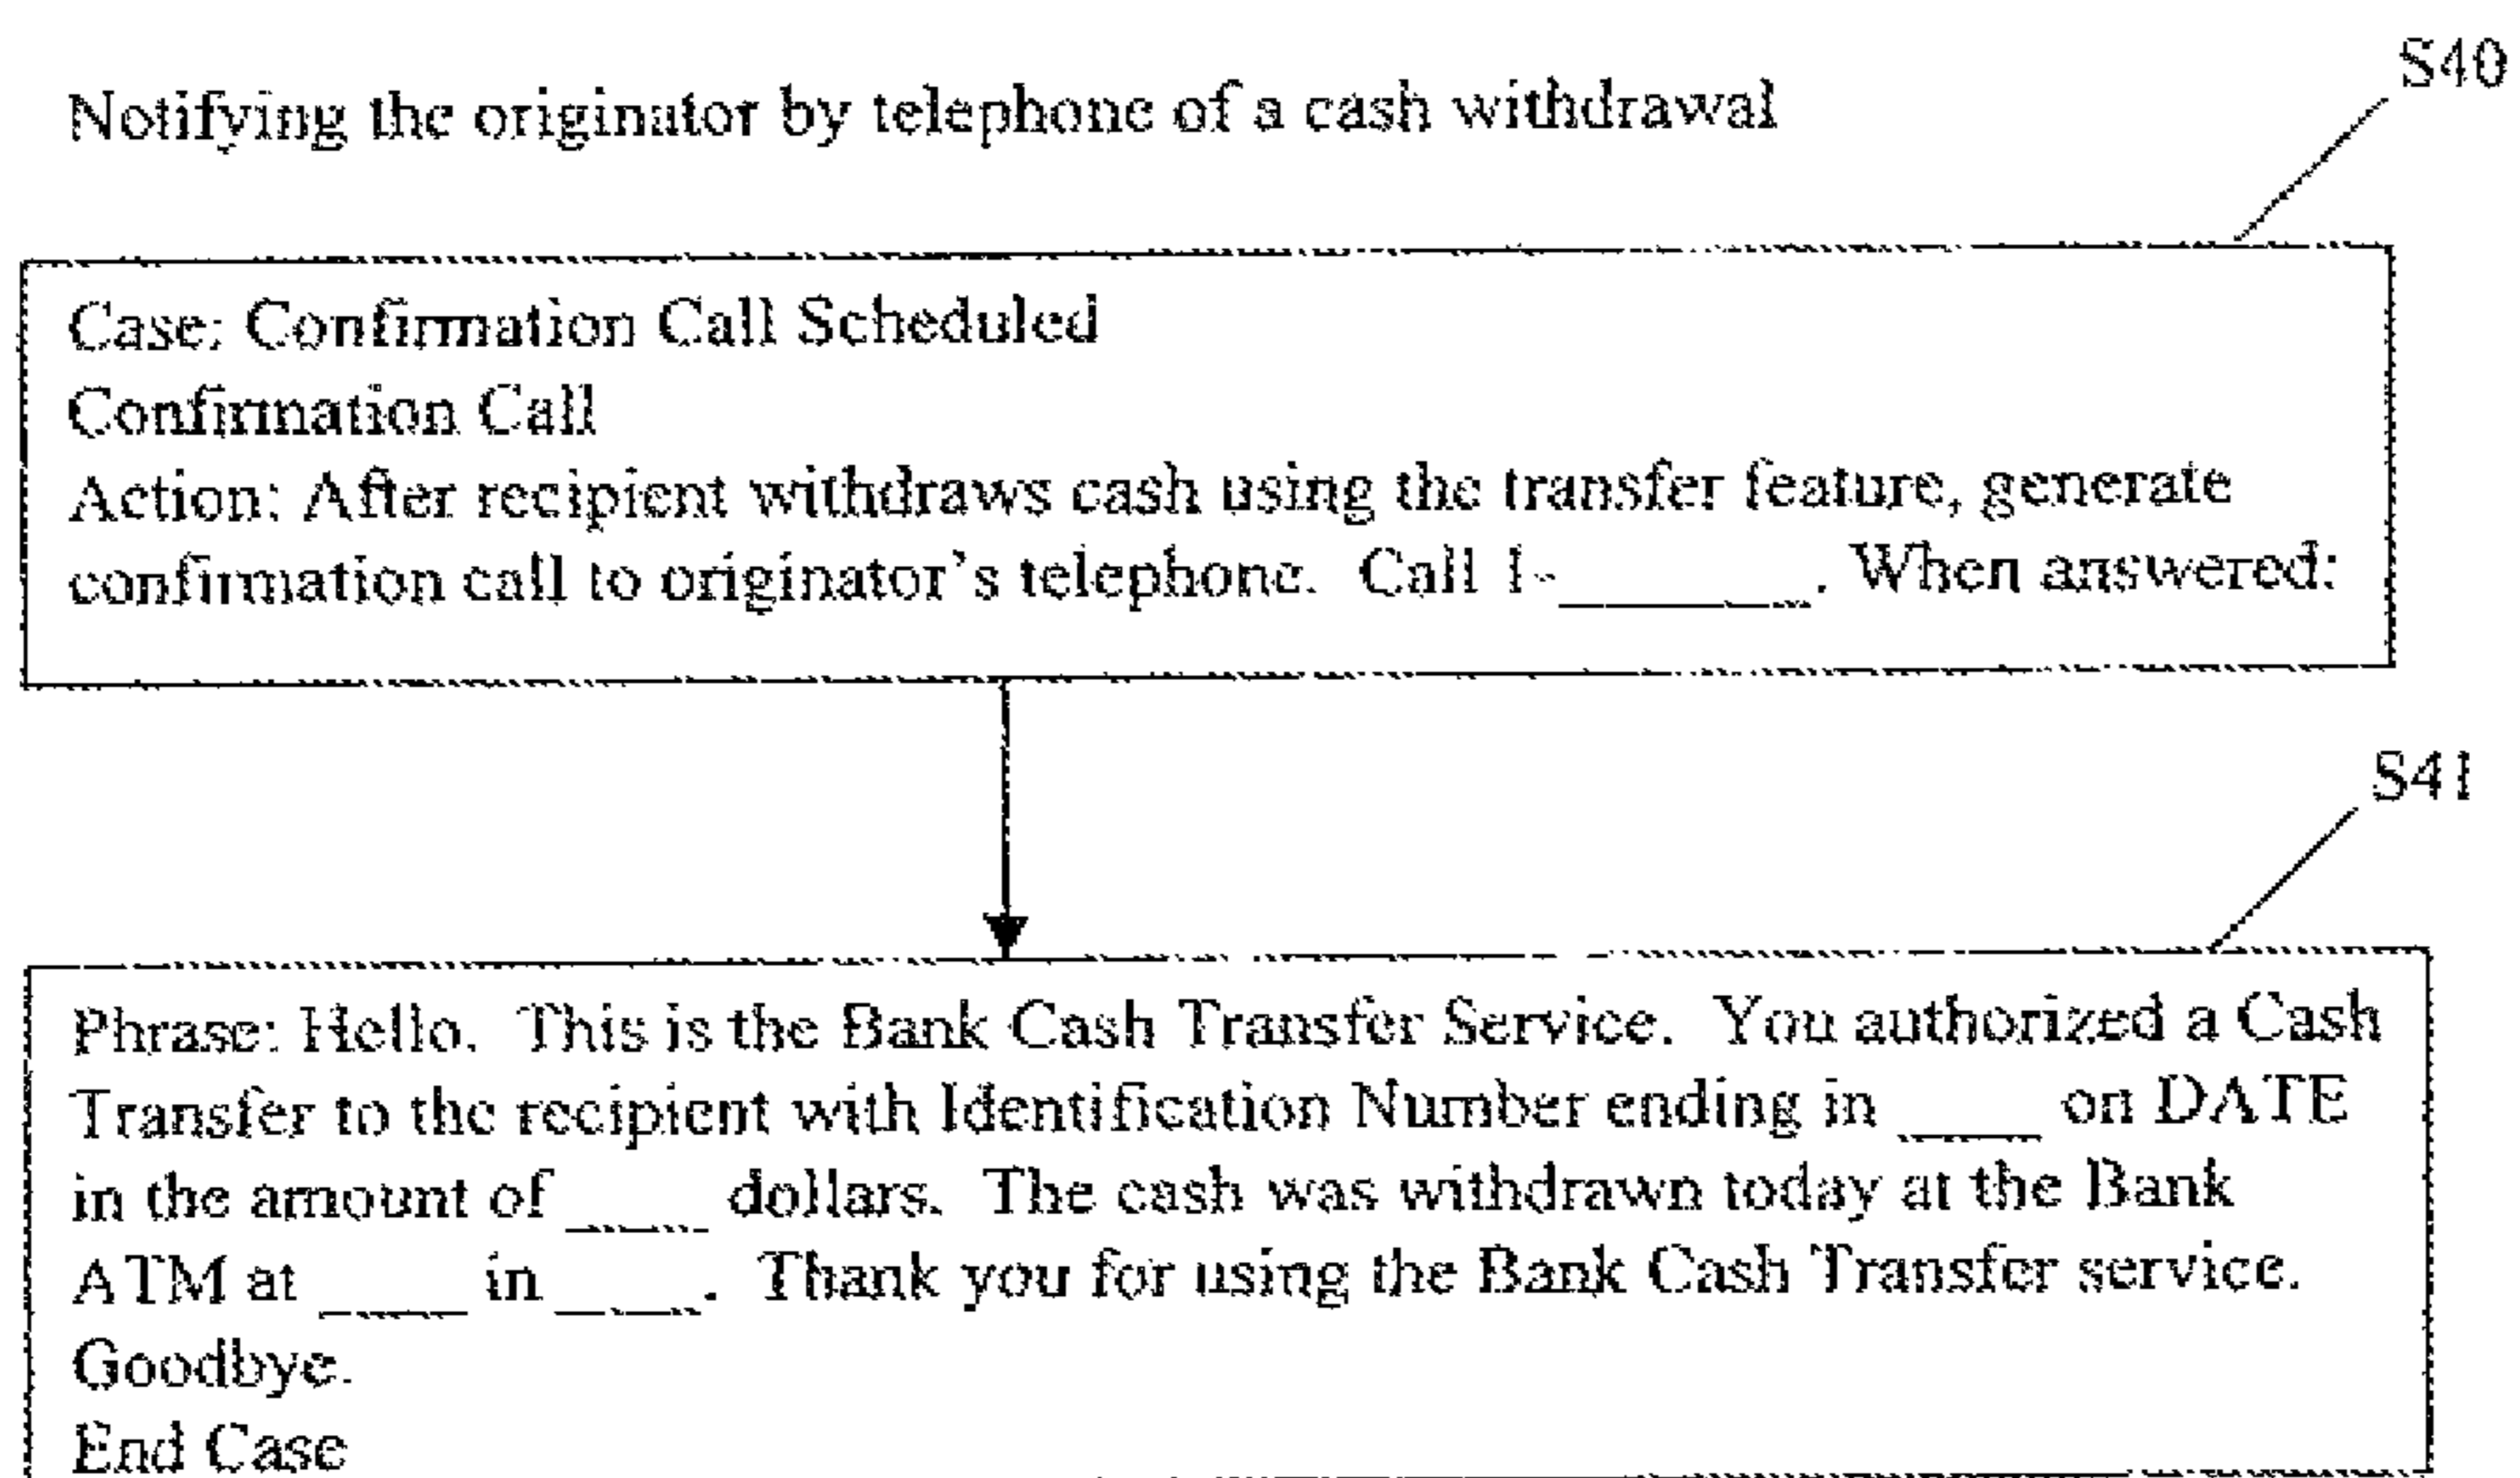 S40
Notifying the originator by telephone of a cash withdrawal
Case: Confirmation Call Scheduled
Confirmation Call
Action: After recipient withdraws cash using the transfer feature, generate
confirmation call to originator's telephone. Call 1-______. When answered:
S41
Phrase: Hello. This is the Bank Cash Transfer Service. You authorized a Cash
Transfer to the recipient with Identification Number ending in ____ on DATE
in the amount of ____ dollars. The cash was withdrawn today at the Bank
ATM at ____ in ____. Thank you for using the Bank Cash Transfer service.
Goodbye.
End Case